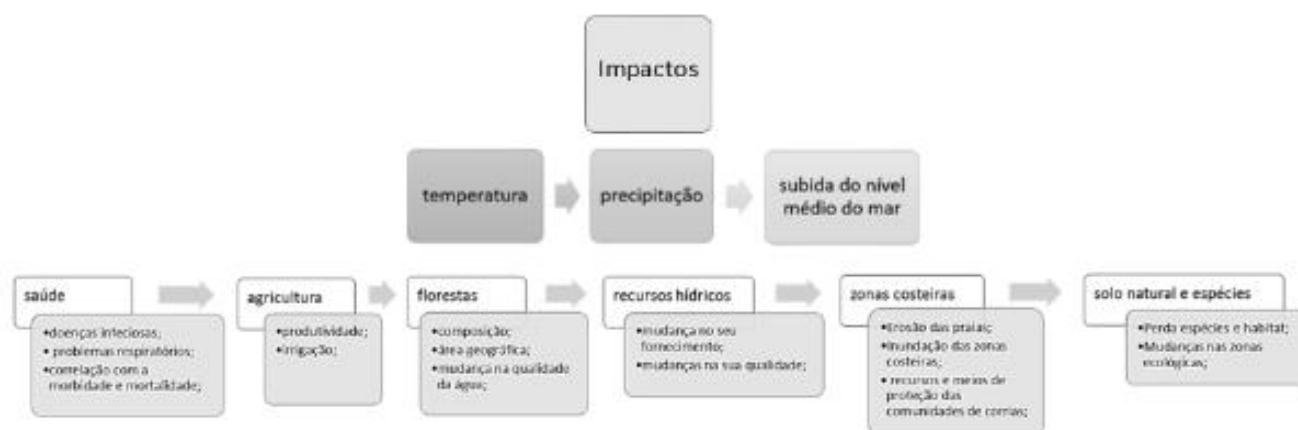 Impactos
temperatura
precipitação
subida do nível
médio do mar
saúde
•doenças infeciosas;
• problemas respiratórios;
•correlação com a
morbidade e mortalidade;
agricultura
•produtividade;
•irrigação;
florestas
•composição;
•área geográfica;
•mudança na qualidade
da água;
recursos hídricos
•mudança no seu
fornecimento;
•mudanças na sua qualidade;
zonas costeiras
•Erosão das praias;
•Inundação das zonas
costeiras;
• recursos e meios de
proteção das
comunidades de
solo natural e espécies
•Perda espécies e habitat;
•Mudanças nas zonas
ecológicas;